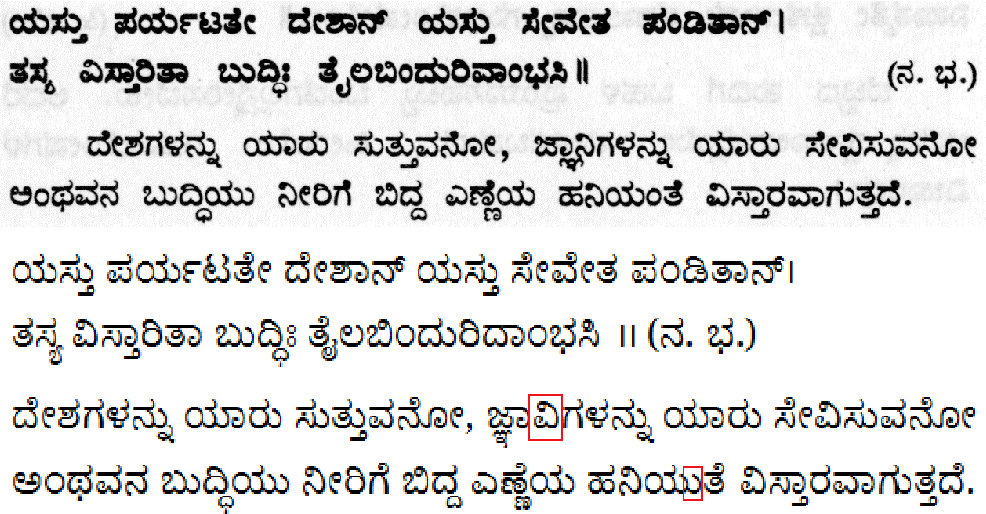 ಯಸ್ತು ಪರ್ಯಟತೇ ದೇಶಾನ್ ಯಸ್ತು ಸೇವೇತ ಪಂಡಿತಾನ್।
ತಸ್ಯ ವಿಸ್ತಾರಿತಾ ಬುದ್ಧಿಃ ತೈಲಬಿಂದುರಿವಾಂಭಸಿ॥ (ನ. ಭ.)
ದೇಶಗಳನ್ನು ಯಾರು ಸುತ್ತುವನೋ, ಜ್ಞಾನಿಗಳನ್ನು ಯಾರು ಸೇವಿಸುವನೋ
ಅಂಥವನ ಬುದ್ಧಿಯು ನೀರಿಗೆ ಬಿದ್ದ ಎಣ್ಣೆಯ ಹನಿಯಂತೆ ವಿಸ್ತಾರವಾಗುತ್ತದೆ.
ಯಸ್ತು ಪರ್ಯಟತೇ ದೇಶಾನ್ ಯಸ್ತು ಸೇವೇತ ಪಂಡಿತಾನ್।
ತಸ್ಯ ವಿಸ್ತಾರಿತಾ ಬುದ್ಧಿಃ ತೈಲಬಿಂದುರಿದಾಂಭಸಿ ॥ (ನ. ಭ.)
ದೇಶಗಳನ್ನು ಯಾರು ಸುತ್ತುವನೋ, ಜ್ಞಾವಿಗಳನ್ನು ಯಾರು ಸೇವಿಸುವನೋ
ಅಂಥವನ ಬುದ್ಧಿಯು ನೀರಿಗೆ ಬಿದ್ದ ಎಣ್ಣೆಯ ಹನಿಯುತೆ ವಿಸ್ತಾರವಾಗುತ್ತದೆ.